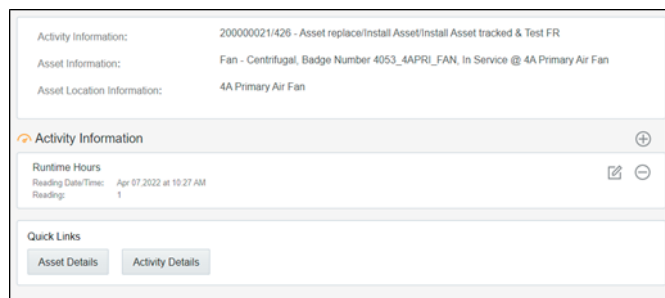 Activity Information: 200000021/426 - Asset replace/Install Asset/Install Asset tracked & Test FR
Asset Information: Fan - Centrifugal, Badge Number 4053_4APRI_FAN, In Service @ 4A Primary Air Fan
Asset Location Information: 4A Primary Air Fan
Activity Information
Runtime Hours
Reading Date/Time: Apr 07,2022 at 10:27 AM
Reading: 1
Quick Links
Asset Details Activity Details